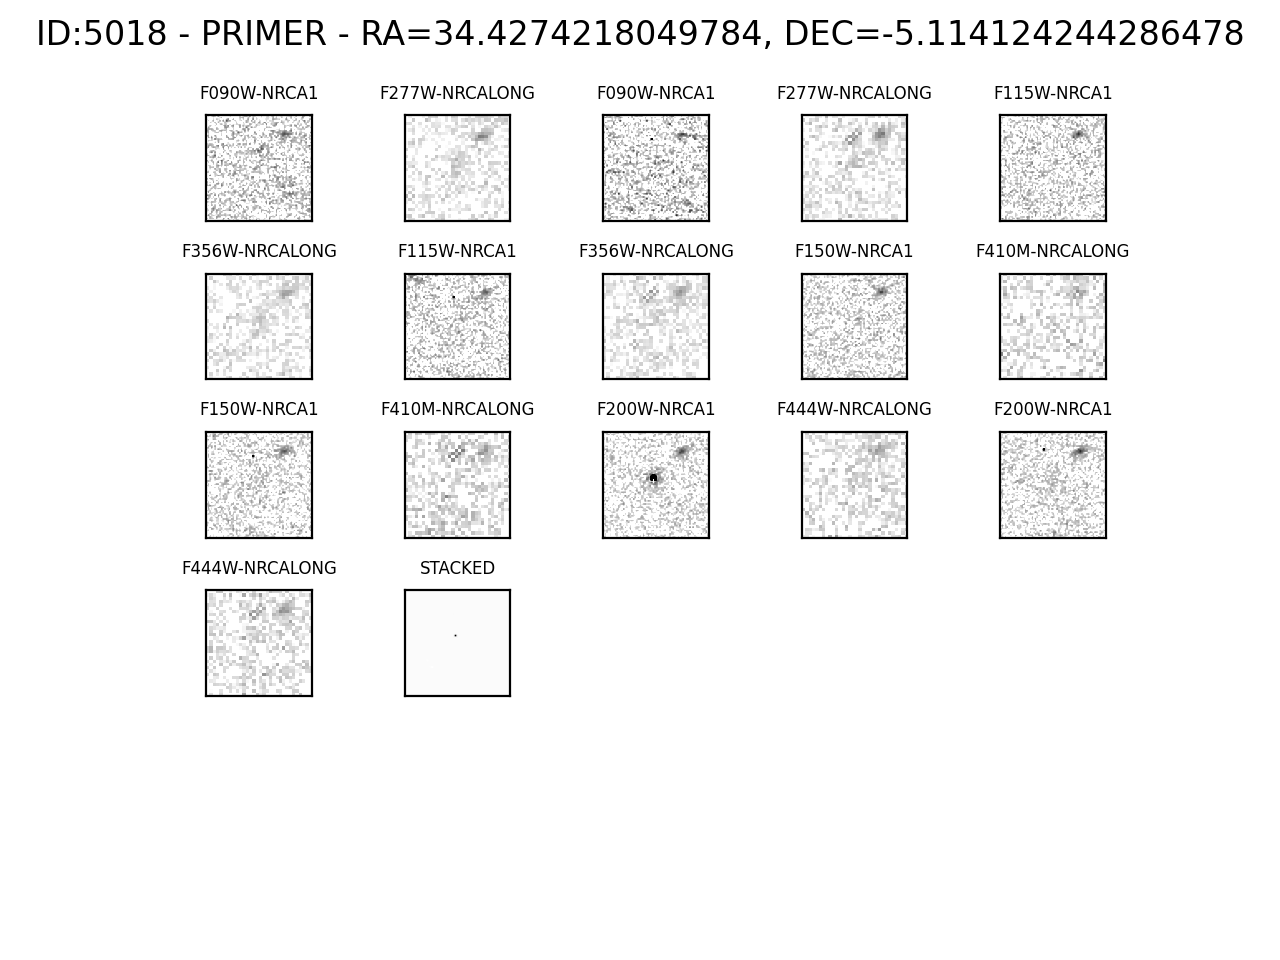 ID:5018 - PRIMER - RA=34.4274218049784, DEC=-5.114124244286478
F090W-NRCA1 F277W-NRCALONG F090W-NRCA1 F277W-NRCALONG F115W-NRCA1
F356W-NRCALONG F115W-NRCA1 F356W-NRCALONG F150W-NRCA1 F410M-NRCALONG
F150W-NRCA1 F410M-NRCALONG F200W-NRCA1 F444W-NRCALONG F200W-NRCA1
F444W-NRCALONG STACKED